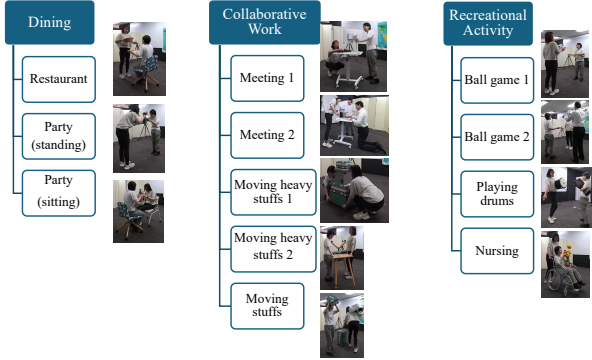 Dining
Restaurant
Party
(standing)
Party
(sitting)
Collaborative
Work
Meeting 1
Meeting 2
Moving heavy
stuffs 1
Moving heavy
stuffs 2
Moving
stuffs
Recreational
Activity
Ball game 1
Ball game 2
Playing
drums
Nursing